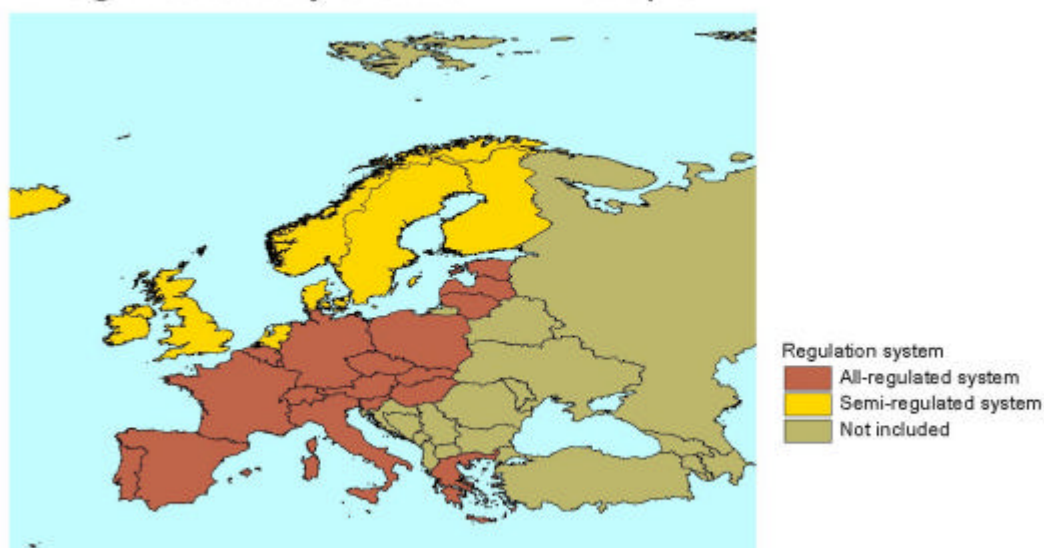 Regulation system
All-regulated system
Semi-regulated system
Not included